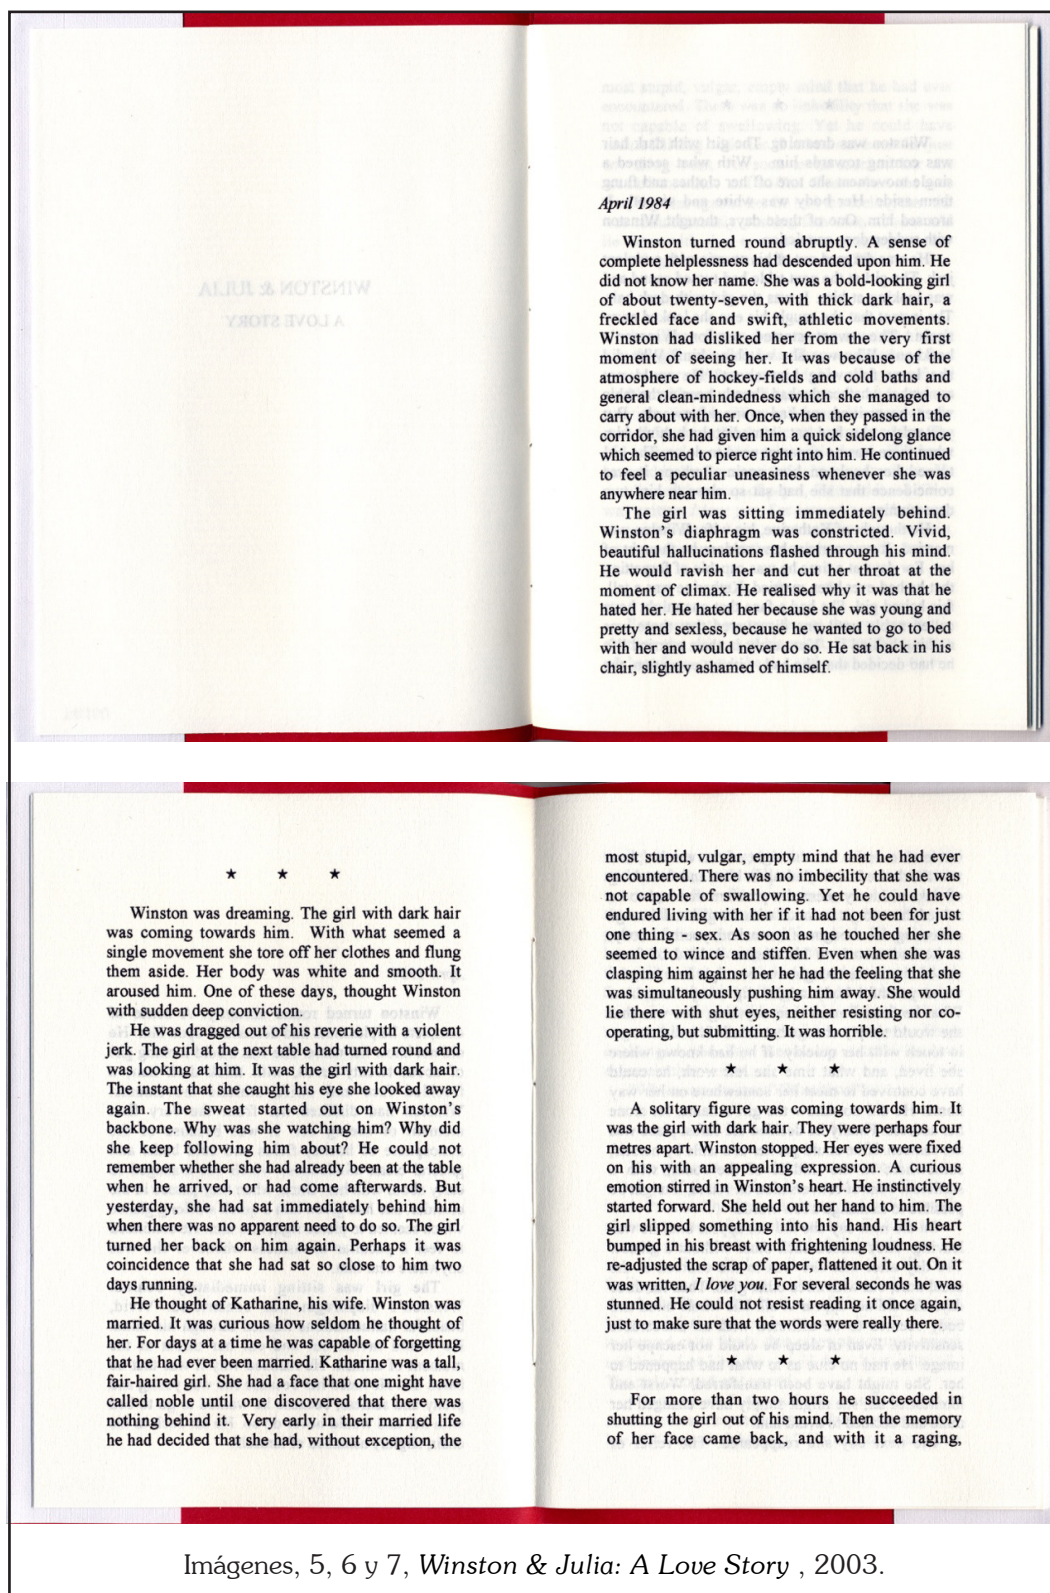 WINSTON & JULIA
A LOVE STORY
April 1984
Winston turned round abruptly. A sense of
complete helplessness had descended upon him. He
did not know her name. She was a bold-looking girl
of about twenty-seven, with thick dark hair, a
freckled face and swift, athletic movements.
Winston had disliked her from the very first
moment of seeing her. It was because of the
atmosphere of hockey-fields and cold baths and
general clean-mindedness which she managed to
carry about with her. Once, when they passed in the
corridor, she had given him a quick sidelong glance
which seemed to pierce right into him. He continued
to feel a peculiar uneasiness whenever she was
anywhere near him.
The girl was sitting immediately behind.
Winston's diaphragm was constricted. Vivid,
beautiful hallucinations flashed through his mind.
He would ravish her and cut her throat at the
moment of climax. He realised why it was that he
hated her. He hated her because she was young and
pretty and sexless, because he wanted to go to bed
with her and would never do so. He sat back in his
chair, slightly ashamed of himself.
★ ★ ★
Winston was dreaming. The girl with dark hair
was coming towards him. With what seemed a
single movement she tore off her clothes and flung
them aside. Her body was white and smooth. It
aroused him. One of these days, thought Winston
with sudden deep conviction.
He was dragged out of his reverie with a violent
jerk. The girl at the next table had turned round and
was looking at him. It was the girl with dark hair.
The instant that she caught his eye she looked away
again. The sweat started out on Winston's
backbone. Why was she watching him? Why did
she keep following him about? He could not
remember whether she had already been at the table
when he arrived, or had come afterwards. But
yesterday, she had sat immediately behind him
when there was no apparent need to do so. The girl
turned her back on him again. Perhaps it was
coincidence that she had sat so close to him two
days running.
He thought of Katharine, his wife. Winston was
married. It was curious how seldom he thought of
her. For days at a time he was capable of forgetting
that he had ever been married. Katharine was a tall,
fair-haired girl. She had a face that one might have
called noble until one discovered that there was
nothing behind it. Very early in their married life
he had decided that she had, without exception, the
most stupid, vulgar, empty mind that he had ever
encountered. There was no imbecility that she was
not capable of swallowing. Yet he could have
endured living with her if it had not been for just
one thing - sex. As soon as he touched her she
seemed to wince and stiffen. Even when she was
clasping him against her he had the feeling that she
was simultaneously pushing him away. She would
lie there with shut eyes, neither resisting nor co-
operating, but submitting. It was horrible.
★ ★ ★
A solitary figure was coming towards him. It
was the girl with dark hair. They were perhaps four
metres apart. Winston stopped. Her eyes were fixed
on his with an appealing expression. A curious
emotion stirred in Winston's heart. He instinctively
started forward. She held out her hand to him. The
girl slipped something into his hand. His heart
bumped in his breast with frightening loudness. He
re-adjusted the scrap of paper, flattened it out. On it
was written, I love you. For several seconds he was
stunned. He could not resist reading it once again,
just to make sure that the words were really there.
★ ★ ★
For more than two hours he succeeded in
shutting the girl out of his mind. Then the memory
of her face came back, and with it a raging,
Imágenes, 5, 6 y 7, Winston & Julia: A Love Story , 2003.